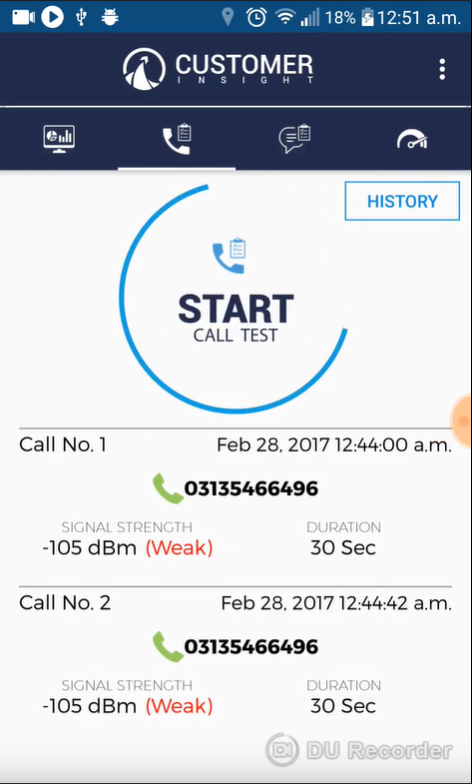 18% 12:51 a.m.
CUSTOMER
INSIGHT
HISTORY
START
CALL TEST
Call No. 1 Feb 28, 2017 12:44:00 a.m.
03135466496
SIGNAL STRENGTH DURATION
-105 dBm (Weak) 30 Sec
Call No. 2 Feb 28, 2017 12:44:42 a.m.
03135466496
SIGNAL STRENGTH DURATION
-105 dBm (Weak) 30 Sec
DU Recorder